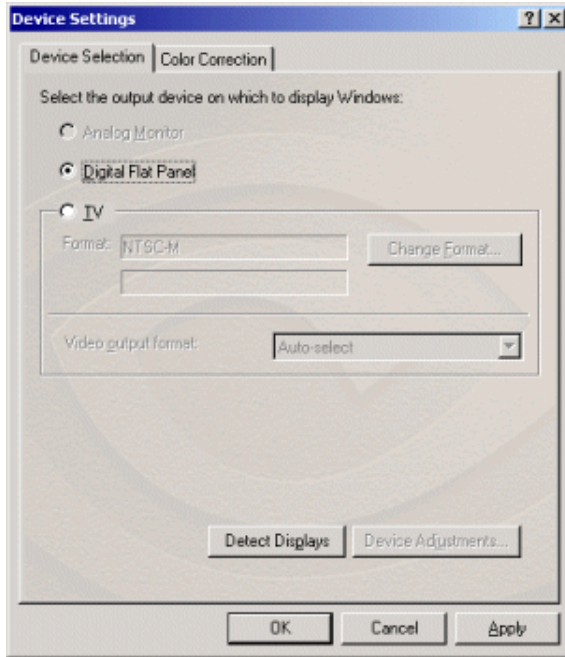 Device Settings
Device Selection Color Correction
Select the output device on which to display Windows:
Analog Monitor
Digital Flat Panel
TV
Format: NTSC-M Change Format...
Video output format: Auto-select
Detect Displays Device Adjustments...
OK Cancel Apply